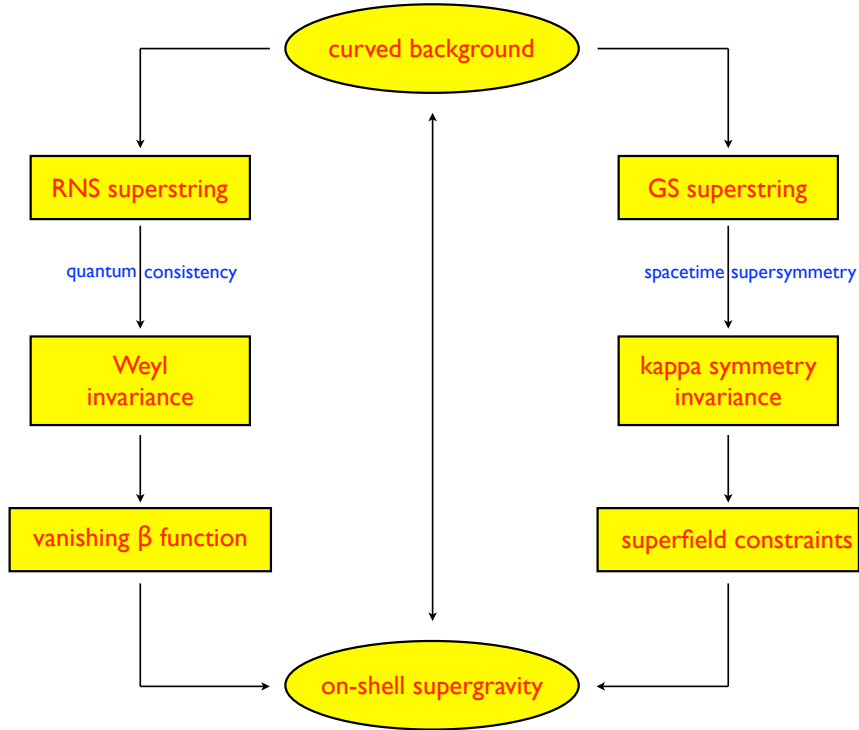 curved background
RNS superstring
GS superstring
quantum consistency
spacetime supersymmetry
Weyl
invariance
kappa symmetry
invariance
vanishing β function
superfield constraints
on-shell supergravity